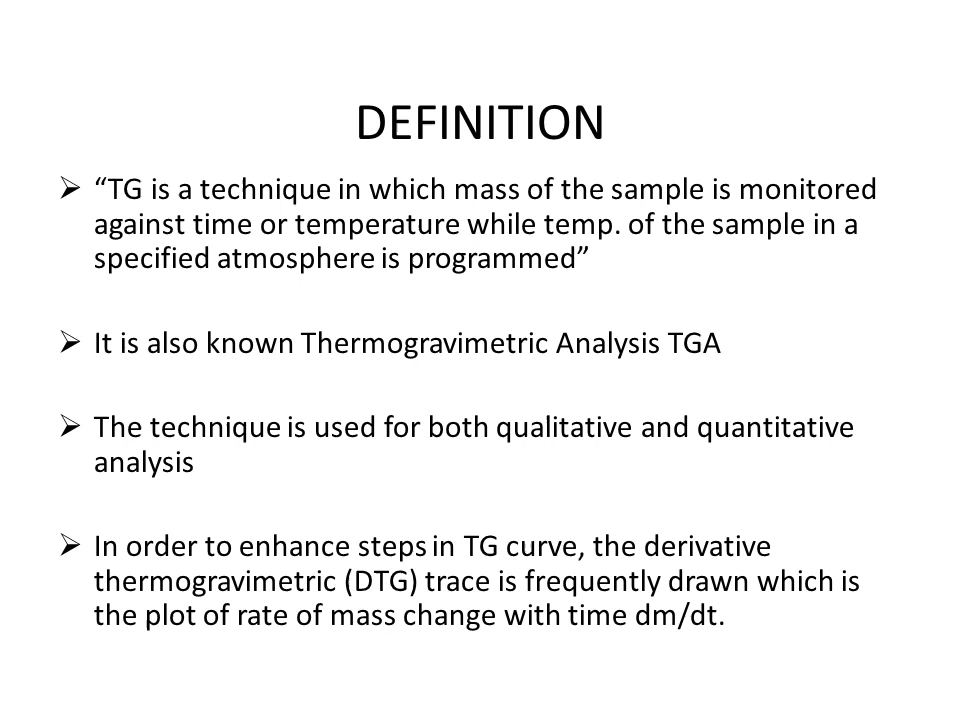 DEFINITION
➢ “TG is a technique in which mass of the sample is monitored
against time or temperature while temp. of the sample in a
specified atmosphere is programmed”
➢ It is also known Thermogravimetric Analysis TGA
➢ The technique is used for both qualitative and quantitative
analysis
➢ In order to enhance steps in TG curve, the derivative
thermogravimetric (DTG) trace is frequently drawn which is
the plot of rate of mass change with time dm/dt.